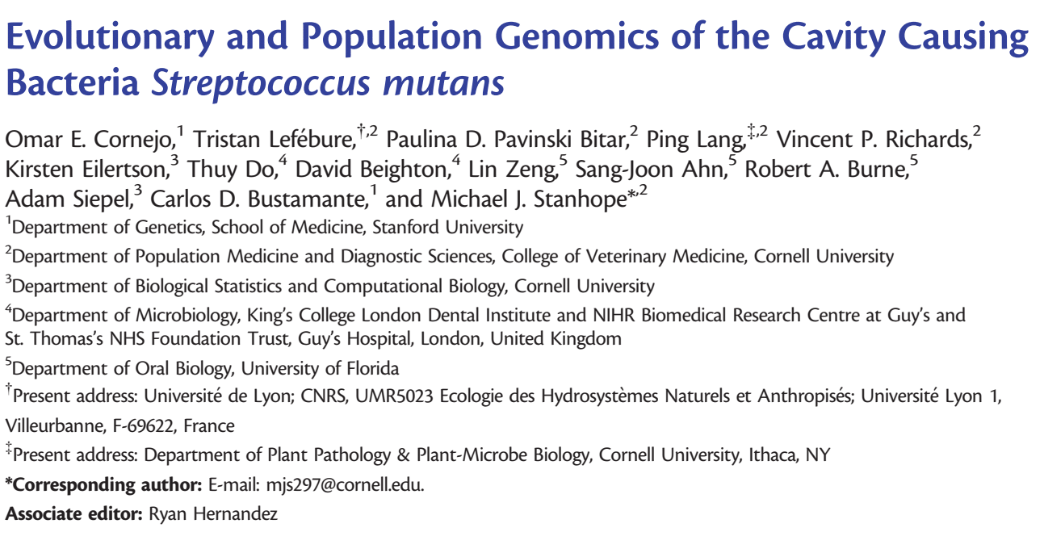 Evolutionary and Population Genomics of the Cavity Causing
Bacteria Streptococcus mutans
Omar E. Cornejo,1 Tristan Lefébure,†,2 Paulina D. Pavinski Bitar,2 Ping Lang,‡,2 Vincent P. Richards,2
Kirsten Eilertson,3 Thuy Do,4 David Beighton,4 Lin Zeng,5 Sang-Joon Ahn,5 Robert A. Burne,5
Adam Siepel,3 Carlos D. Bustamante,1 and Michael J. Stanhope*,2
1Department of Genetics, School of Medicine, Stanford University
2Department of Population Medicine and Diagnostic Sciences, College of Veterinary Medicine, Cornell University
3Department of Biological Statistics and Computational Biology, Cornell University
4Department of Microbiology, King's College London Dental Institute and NIHR Biomedical Research Centre at Guy's and
St. Thomas's NHS Foundation Trust, Guy's Hospital, London, United Kingdom
5Department of Oral Biology, University of Florida
†Present address: Université de Lyon; CNRS, UMR5023 Ecologie des Hydrosystèmes Naturels et Anthropisés; Université Lyon 1,
Villeurbanne, F-69622, France
‡Present address: Department of Plant Pathology & Plant-Microbe Biology, Cornell University, Ithaca, NY
*Corresponding author: E-mail: mjs297@cornell.edu.
Associate editor: Ryan Hernandez